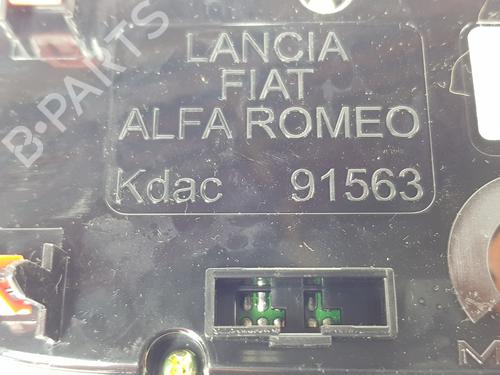 B-PARTS
LANCIA
FIAT
ALFA ROMEO
Kdac 91563
M